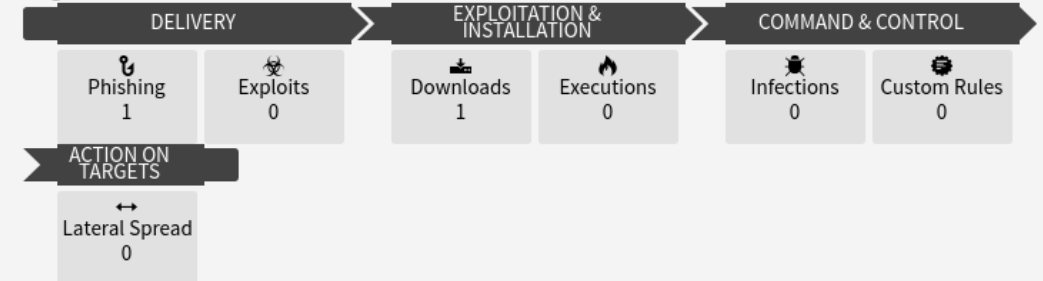 DELIVERY
EXPLOITATION &
INSTALLATION
COMMAND & CONTROL
Phishing
1
Exploits
0
Downloads
1
Executions
0
Infections
0
Custom Rules
0
ACTION ON
TARGETS
Lateral Spread
0